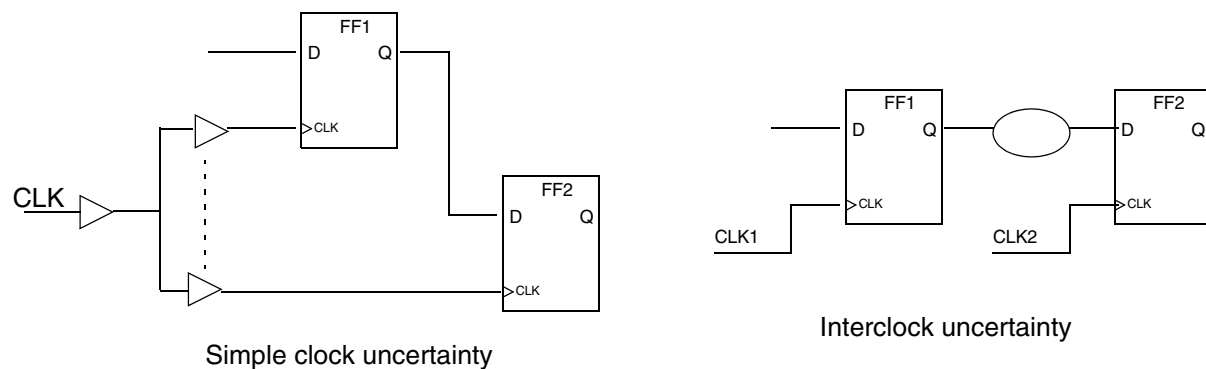 FF1
D Q
CLK
CLK
FF2
D Q
CLK
Simple clock uncertainty
FF1
D Q
CLK
CLK1
FF2
D Q
CLK
CLK2
Interclock uncertainty